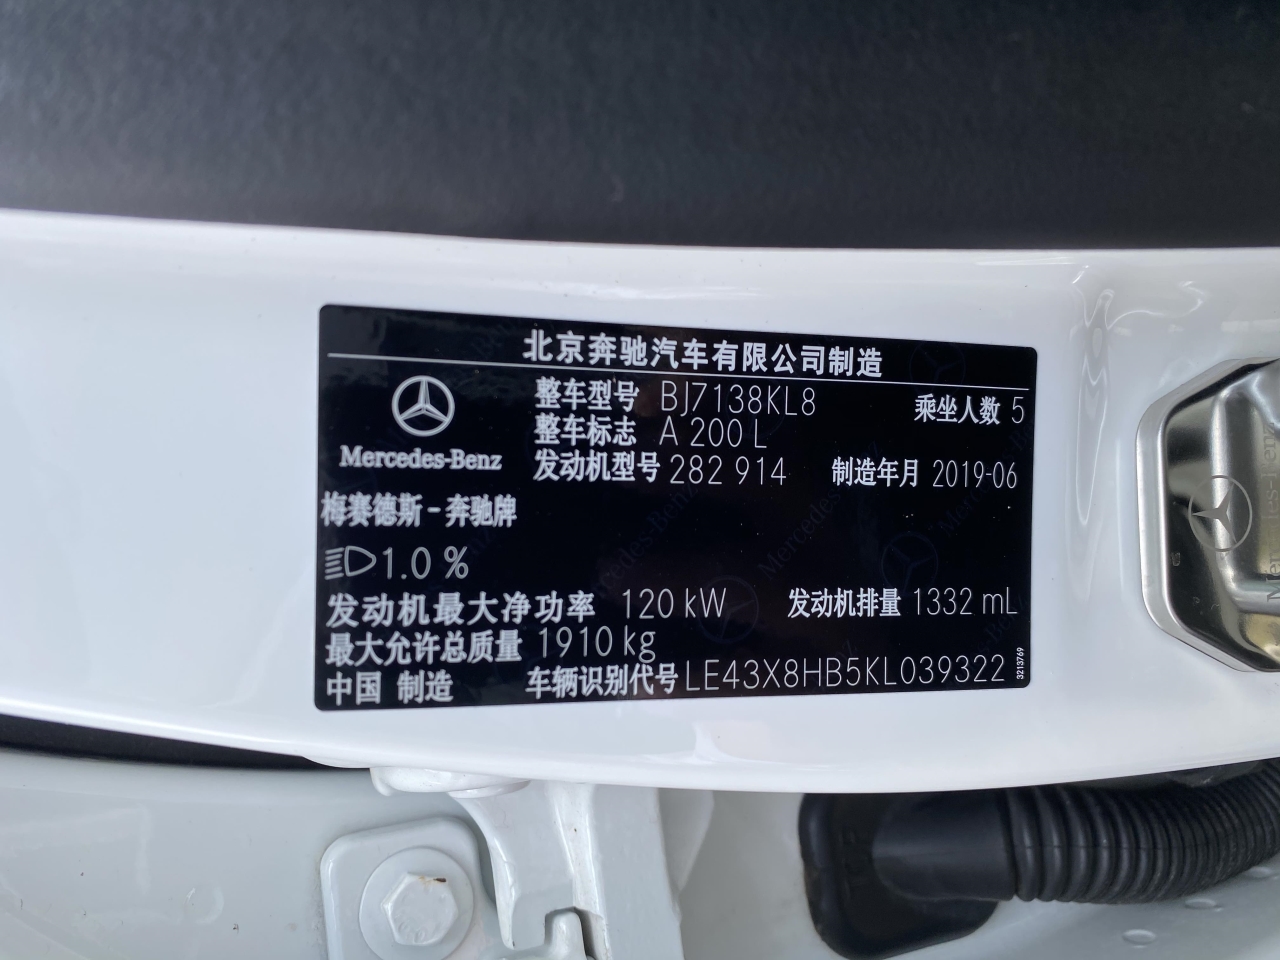 北京奔驰汽车有限公司制造
整车型号 BJ7138KL8 乘坐人数 5
整车标志 A 200 L
Mercedes-Benz
发动机型号 282 914 制造年月 2019-06
梅赛德斯-奔驰牌
1.0 %
发动机最大净功率 120 kW 发动机排量 1332 mL
最大允许总质量 1910 kg
中国 制造 车辆识别代号 LE43X8HB5KL039322
3213769